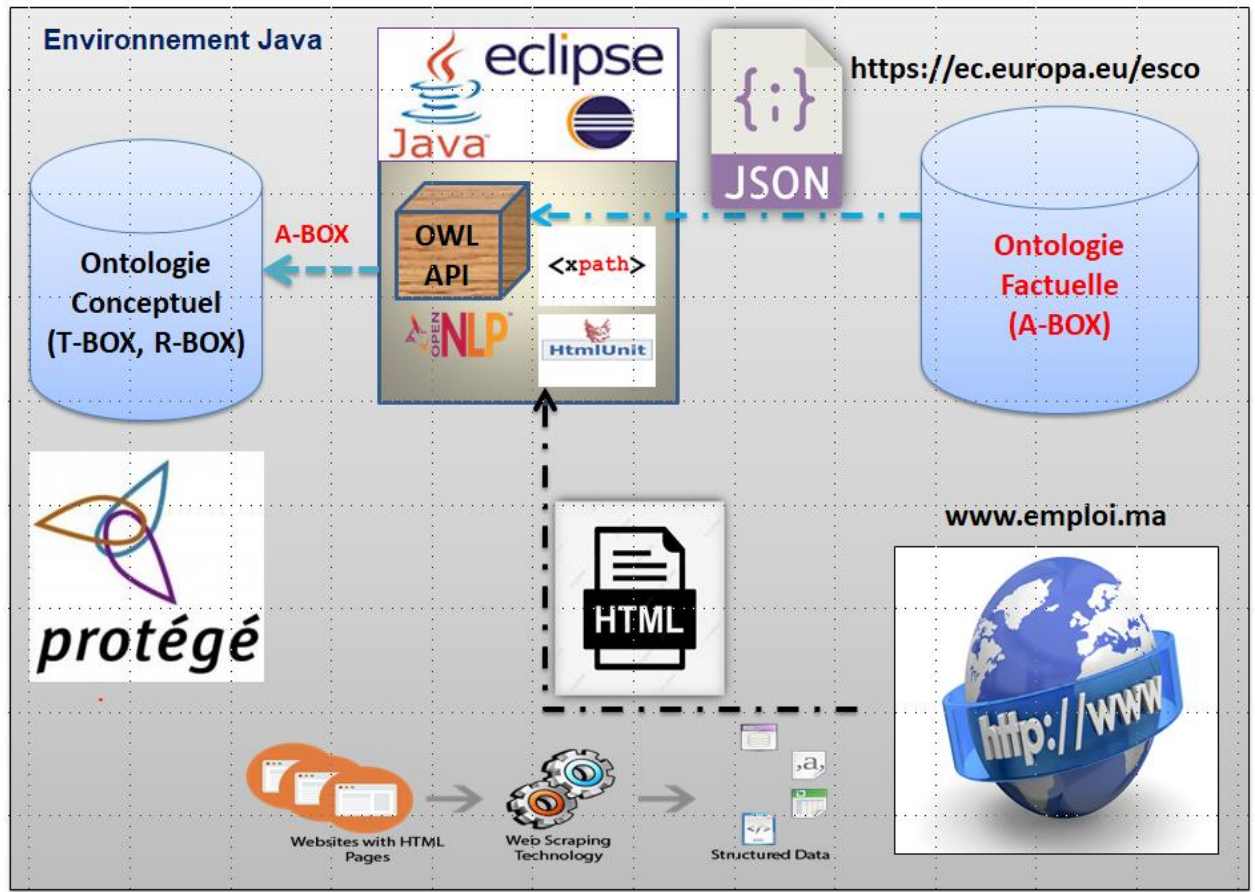 Environnement Java
eclipse
Java
{;}
JSON
https://ec.europa.eu/esco
Ontologie
Conceptuel
(T-BOX, R-BOX)
A-BOX
OWL
API
<xpath>
OPEN NLP
HtmlUnit
Ontologie
Factuelle
(A-BOX)
protégé
HTML
www.emploi.ma
http://www
Websites with HTML
Pages
Web Scraping
Technology
,a,
</>
Structured Data